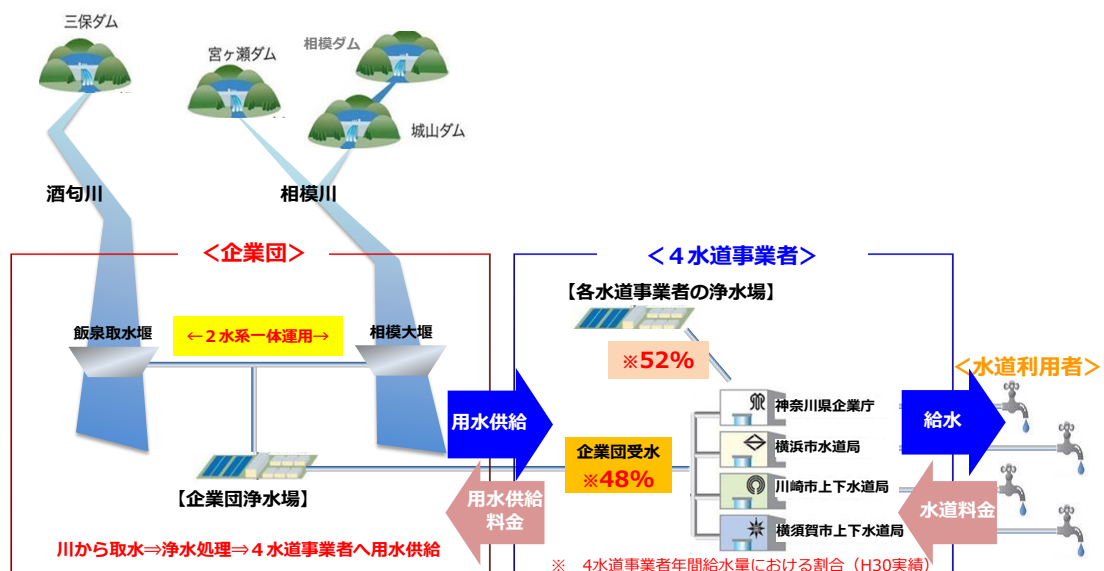 三保ダム
宮ヶ瀬ダム
相模ダム
城山ダム
酒匂川
相模川
＜企業団＞
＜４水道事業者＞
【各水道事業者の浄水場】
飯泉取水堰
←２水系一体運用→
相模大堰
※52%
＜水道利用者＞
用水供給
神奈川県企業庁
給水
企業団受水
※48%
横浜市水道局
【企業団浄水場】
用水供給
料金
川崎市上下水道局
水道料金
横須賀市上下水道局
川から取水⇒浄水処理⇒４水道事業者へ用水供給
※　4水道事業者年間給水量における割合（H30実績）